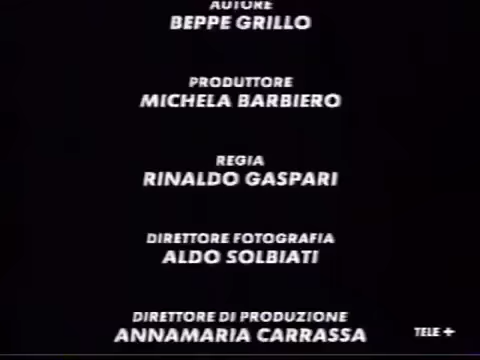 AUTORE
BEPPE GRILLO
PRODUTTORE
MICHELA BARBIERO
REGIA
RINALDO GASPARI
DIRETTORE FOTOGRAFIA
ALDO SOLBIATI
DIRETTORE DI PRODUZIONE
ANNAMARIA CARRASSA
TELE +